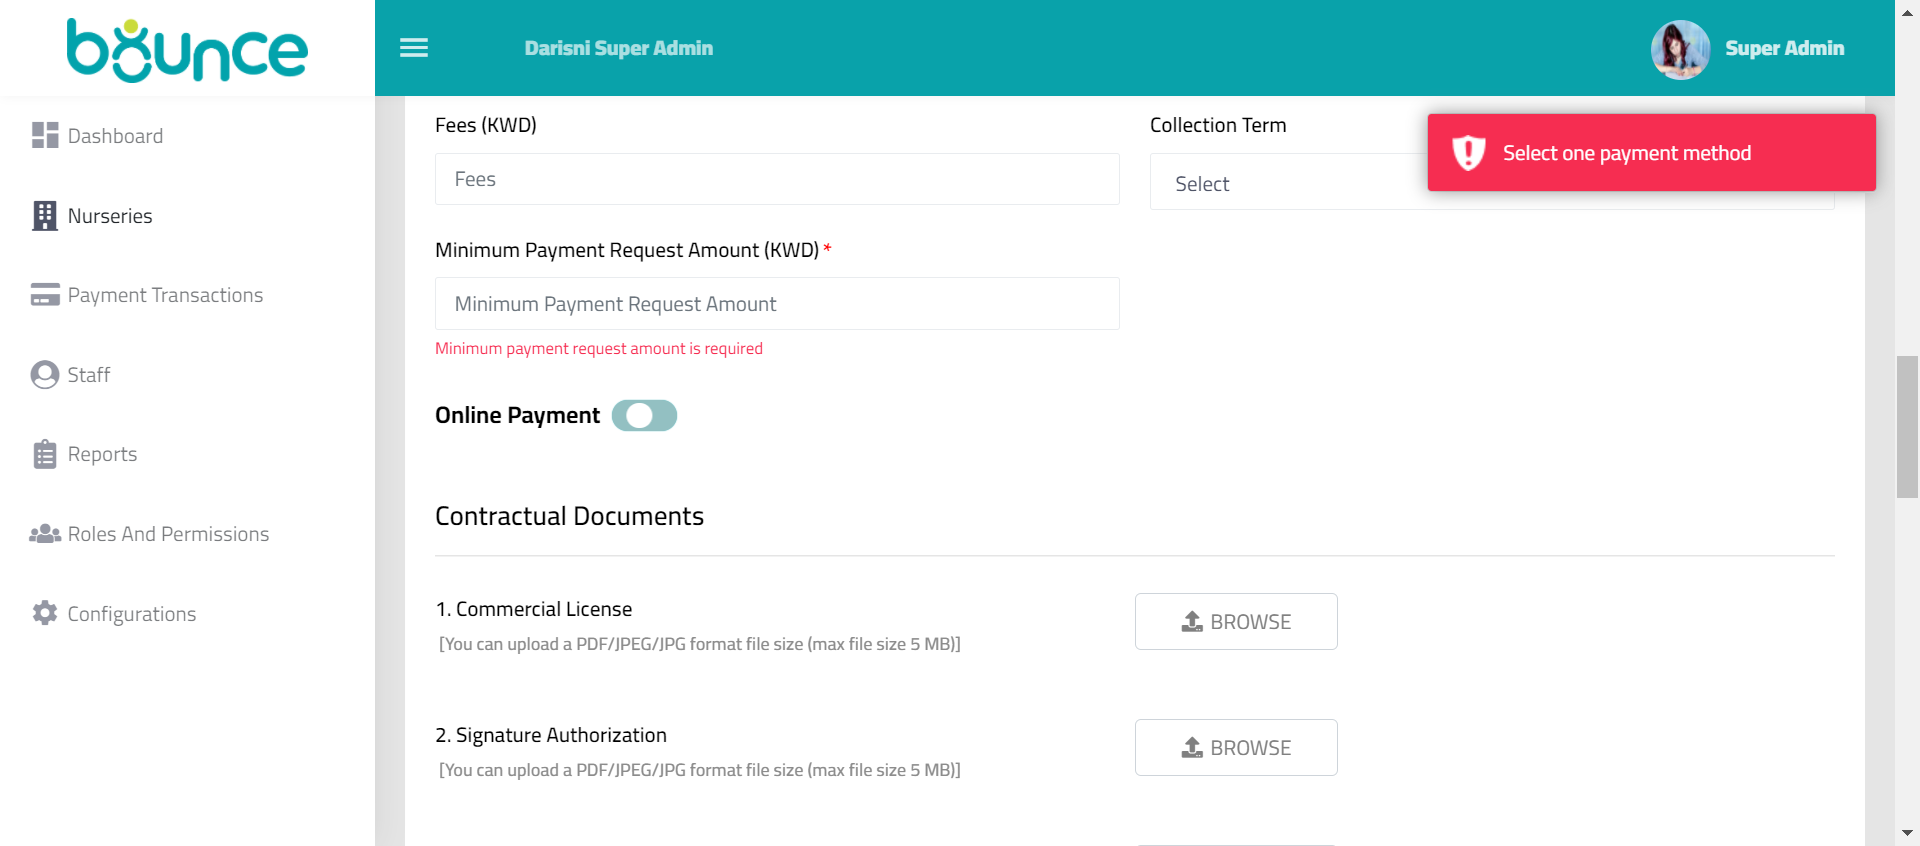 bounce
Darisni Super Admin
Super Admin
Dashboard
Nurseries
Payment Transactions
Staff
Reports
Roles And Permissions
Configurations
Fees (KWD)
Fees
Collection Term
Select
Select one payment method
Minimum Payment Request Amount (KWD) *
Minimum Payment Request Amount
Minimum payment request amount is required
Online Payment
Contractual Documents
1. Commercial License
[You can upload a PDF/JPEG/JPG format file size (max file size 5 MB)]
BROWSE
2. Signature Authorization
[You can upload a PDF/JPEG/JPG format file size (max file size 5 MB)]
BROWSE